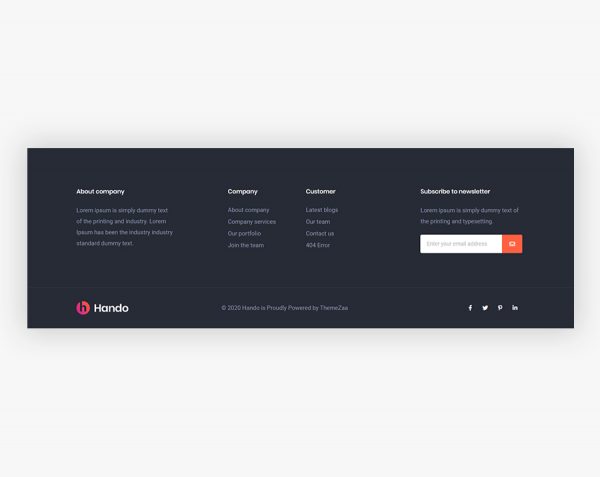 About company
Lorem ipsum is simply dummy text
of the printing and industry. Lorem
Ipsum has been the industry industry
standard dummy text.
Company
About company
Company services
Our portfolio
Join the team
Customer
Latest blogs
Our team
Contact us
404 Error
Subscribe to newsletter
Lorem ipsum is simply dummy text of
the printing and typesetting.
Enter your email address
h Hando
© 2020 Hando is Proudly Powered by ThemeZaa